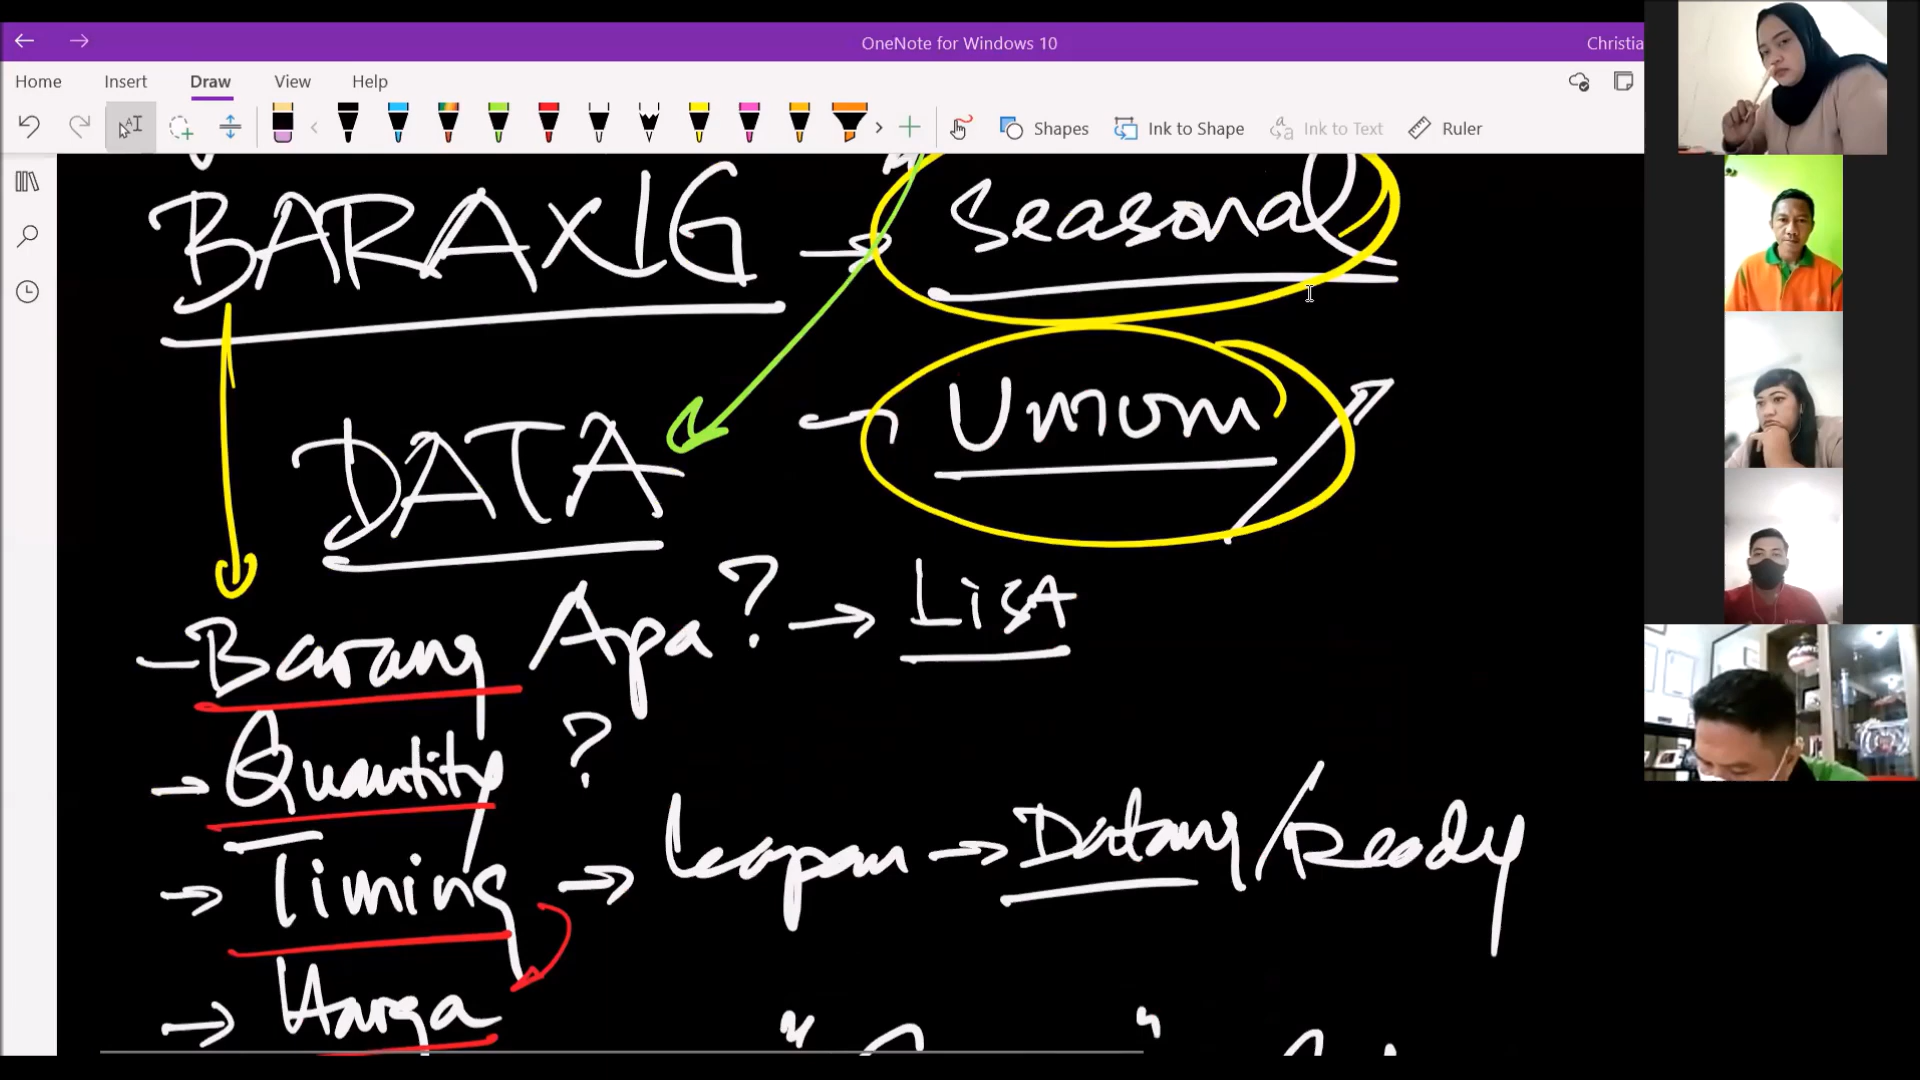 OneNote for Windows 10
Christia
Home Insert Draw View Help
Shapes Ink to Shape Ink to Text Ruler
BARAXIG → Seasonal
DATA → Umom
- Barang Apa? → LisA
→ Quantity ?
→ Timing → kapan → Datang/Ready
→ Harga